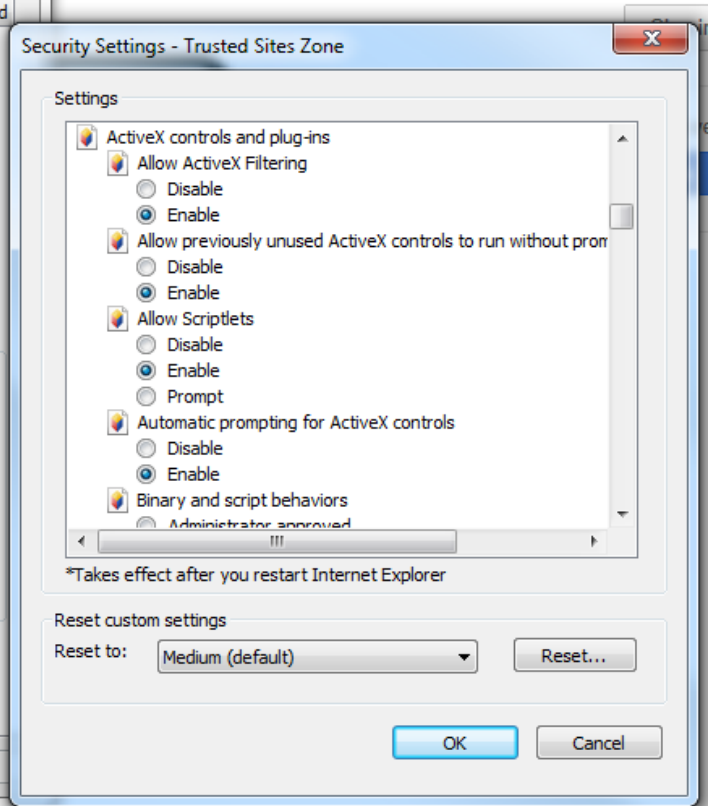 Security Settings - Trusted Sites Zone
Settings
ActiveX controls and plug-ins
Allow ActiveX Filtering
Disable
Enable
Allow previously unused ActiveX controls to run without prom
Disable
Enable
Allow Scriptlets
Disable
Enable
Prompt
Automatic prompting for ActiveX controls
Disable
Enable
Binary and script behaviors
Administrator approved
*Takes effect after you restart Internet Explorer
Reset custom settings
Reset to:
Medium (default)
Reset...
OK
Cancel